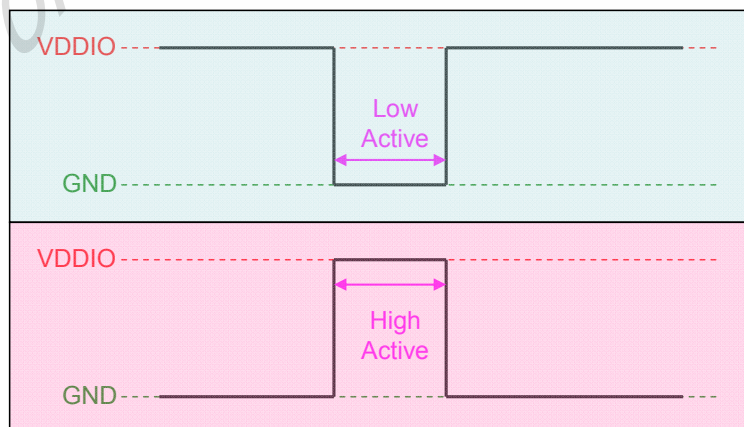 VDDIO
Low
Active
GND
VDDIO
High
Active
GND